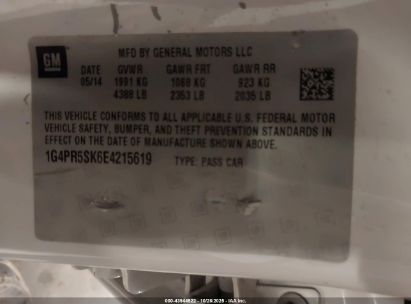 GM
MFD BY GENERAL MOTORS LLC
DATE GVWR GAWR FRT GAWR RR
05/14 1991 KG 1068 KG 923 KG
4388 LB 2353 LB 2035 LB
THIS VEHICLE CONFORMS TO ALL APPLICABLE U.S. FEDERAL MOTOR
VEHICLE SAFETY, BUMPER, AND THEFT PREVENTION STANDARDS IN
EFFECT ON THE DATE OF MANUFACTURE SHOWN ABOVE.
1G4PR5SK6E4215619 TYPE: PASS CAR